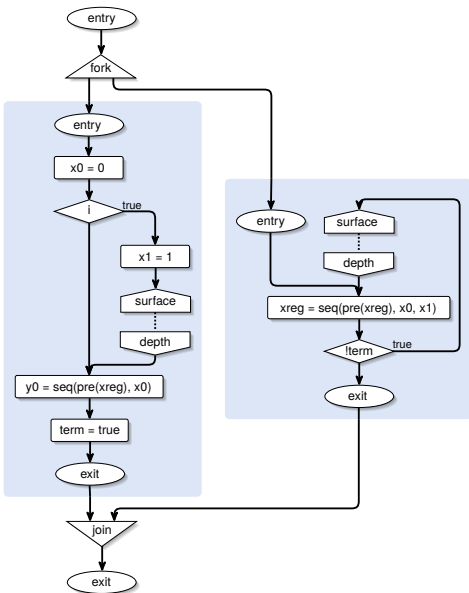 entry
fork
entry
x0 = 0
i
true
x1 = 1
surface
depth
y0 = seq(pre(xreg), x0)
term = true
exit
entry
surface
depth
xreg = seq(pre(xreg), x0, x1)
!term
true
exit
join
exit